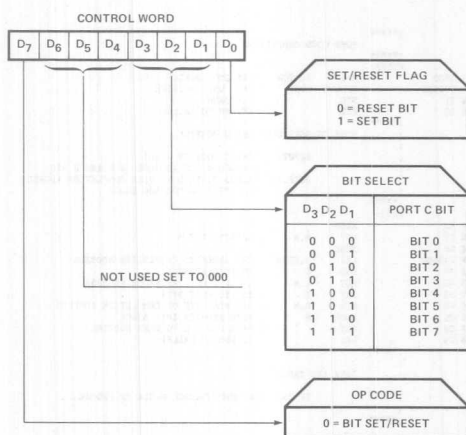 CONTROL WORD
D7 D6 D5 D4 D3 D2 D1 D0
SET/RESET FLAG
0 = RESET BIT
1 = SET BIT
BIT SELECT
D3 D2 D1 PORT C BIT
0 0 0 BIT 0
0 0 1 BIT 1
0 1 0 BIT 2
0 1 1 BIT 3
1 0 0 BIT 4
1 0 1 BIT 5
1 1 0 BIT 6
1 1 1 BIT 7
NOT USED SET TO 000
OP CODE
0 = BIT SET/RESET